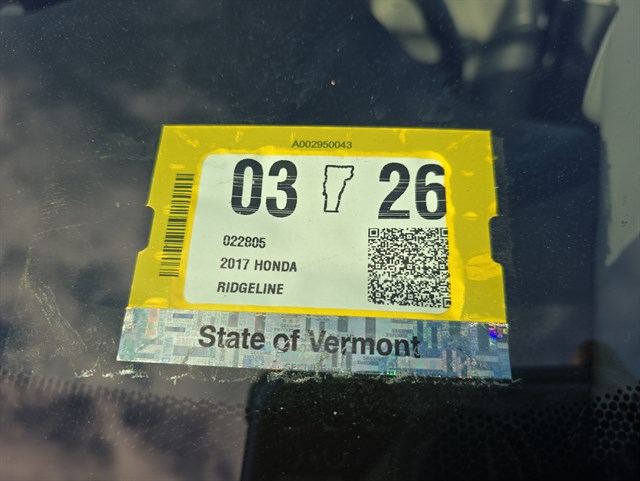 A002950043
03 26
022805
2017 HONDA
RIDGELINE
State of Vermont